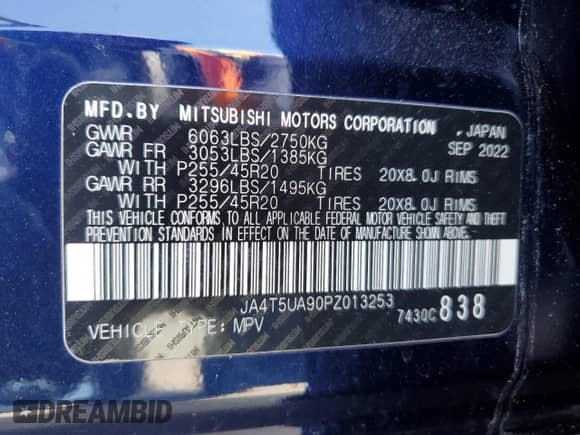 MFD.BY MITSUBISHI MOTORS CORPORATION , JAPAN
GWVR 6063LBS/2750KG SEP 2022
GAWR FR 3053LBS/1385KG
WITH P255/45R20 TIRES 20X8.0J RIMS
GAWR RR 3296LBS/1495KG
WITH P255/45R20 TIRES 20X8.0J RIMS
THIS VEHICLE CONFORMS TO ALL APPLICABLE FEDERAL MOTOR VEHICLE SAFETY AND THEFT
PREVENTION STANDARDS IN EFFECT ON THE DATE OF MANUFACTURE SHOWN ABOVE.
JA4T5UA90PZ013253
7430C 838
VEHICLE TYPE: MPV
DREAMBID